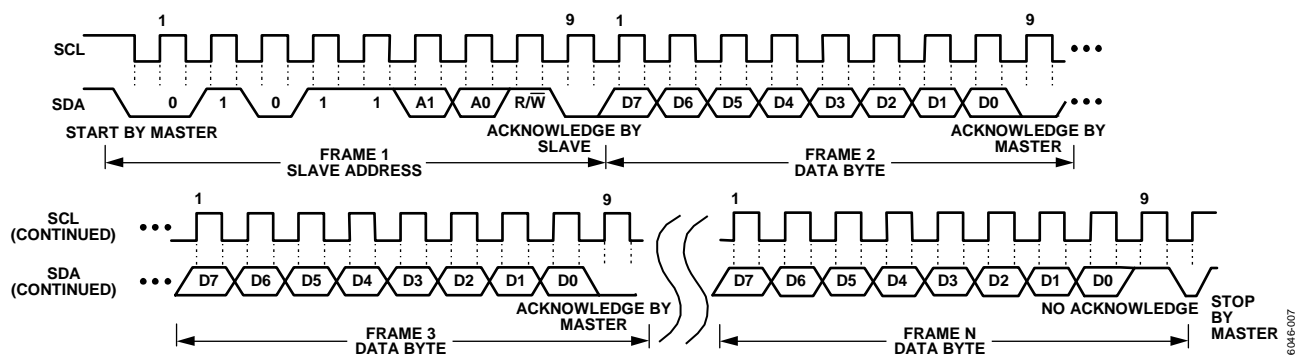 1 9 1 9
SCL
SDA 0 1 0 1 1 A1 A0 R/W̅ D7 D6 D5 D4 D3 D2 D1 D0
START BY MASTER
ACKNOWLEDGE BY
SLAVE
ACKNOWLEDGE BY
MASTER
FRAME 1
SLAVE ADDRESS
FRAME 2
DATA BYTE
1 9 1 9
SCL
(CONTINUED)
SDA
(CONTINUED)
D7 D6 D5 D4 D3 D2 D1 D0 D7 D6 D5 D4 D3 D2 D1 D0
ACKNOWLEDGE BY
MASTER
NO ACKNOWLEDGE
STOP
BY
MASTER
FRAME 3
DATA BYTE
FRAME N
DATA BYTE
6046-007